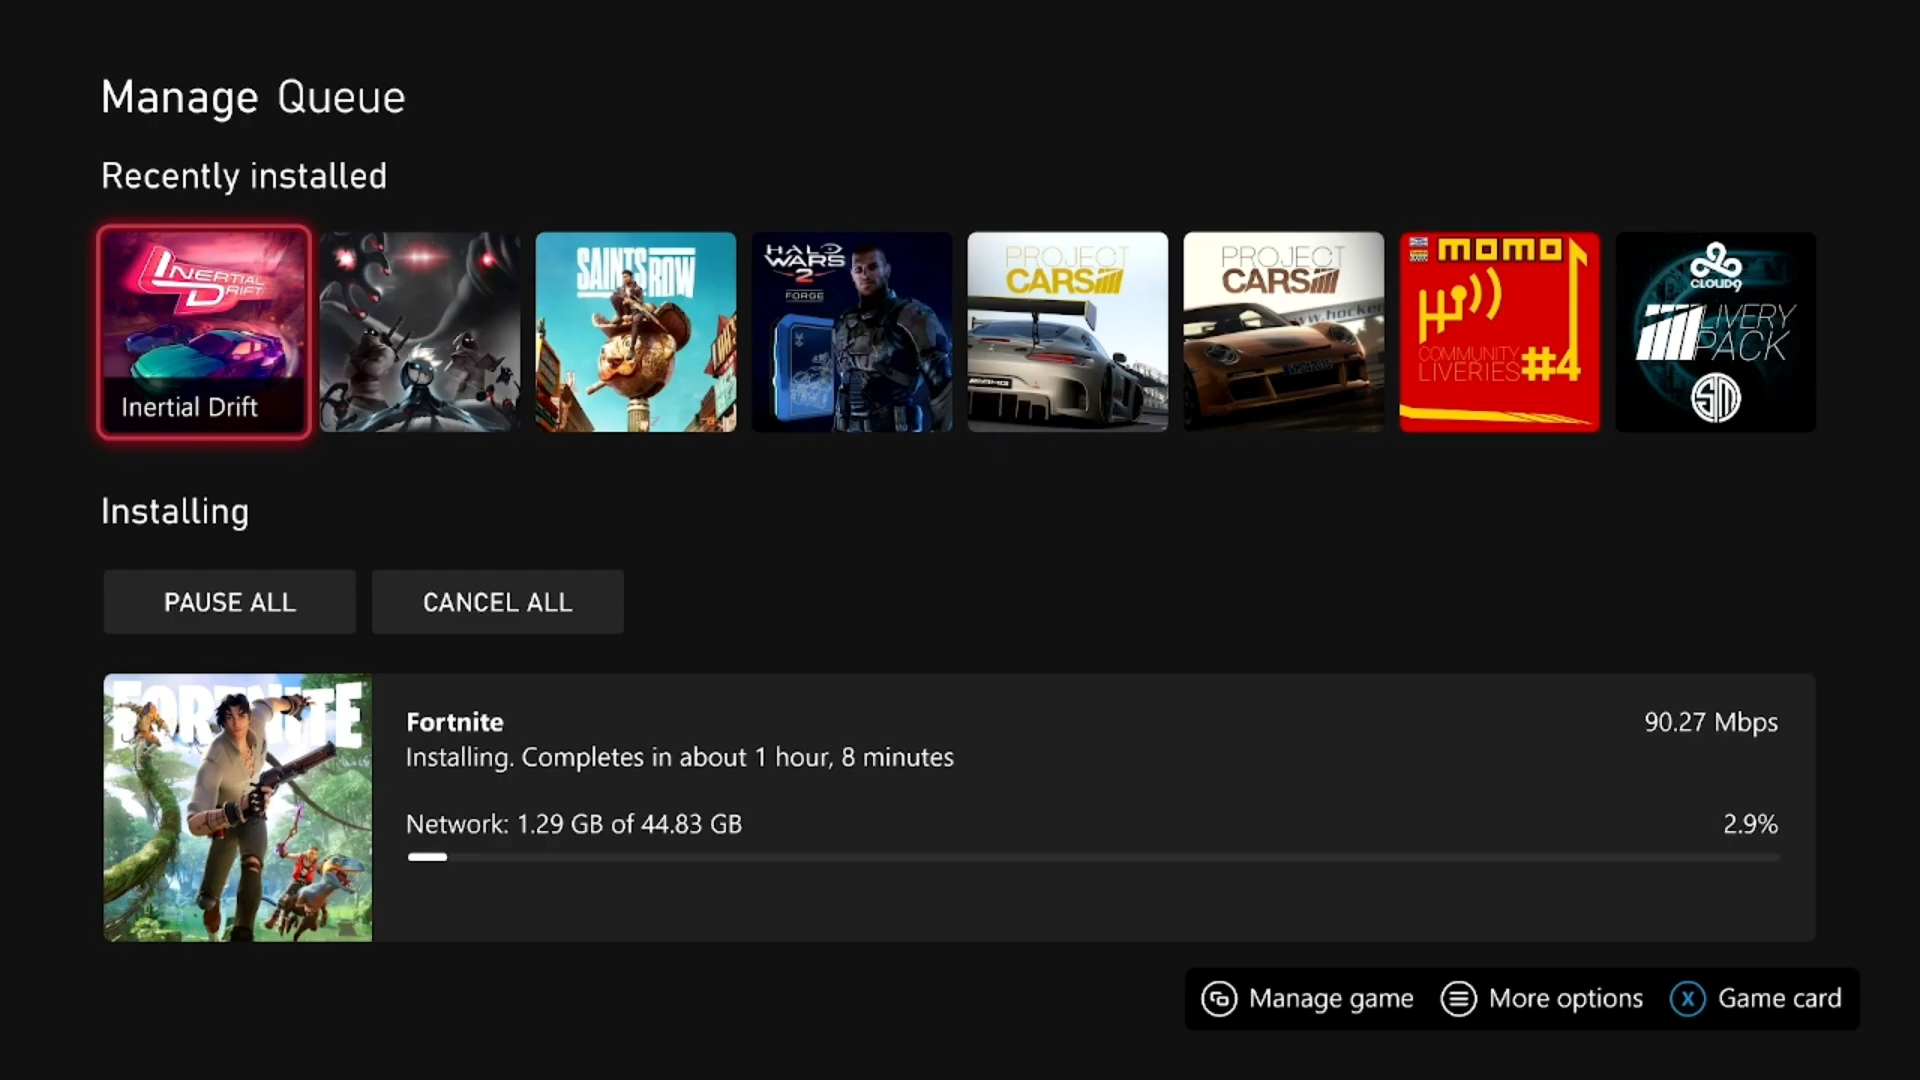 Manage Queue
Recently installed
INERTIAL
DRIFT
Inertial Drift
SAINTS ROW
HALO
WARS
2
FORGE
PROJECT
CARS
PROJECT
CARS
www.hocke
momo
COMMUNITY
LIVERIES #4
CLOUD9
LIVERY
PACK
Installing
PAUSE ALL
CANCEL ALL
FORTNITE
Fortnite
90.27 Mbps
Installing. Completes in about 1 hour, 8 minutes
Network: 1.29 GB of 44.83 GB
2.9%
Manage game
More options
X
Game card